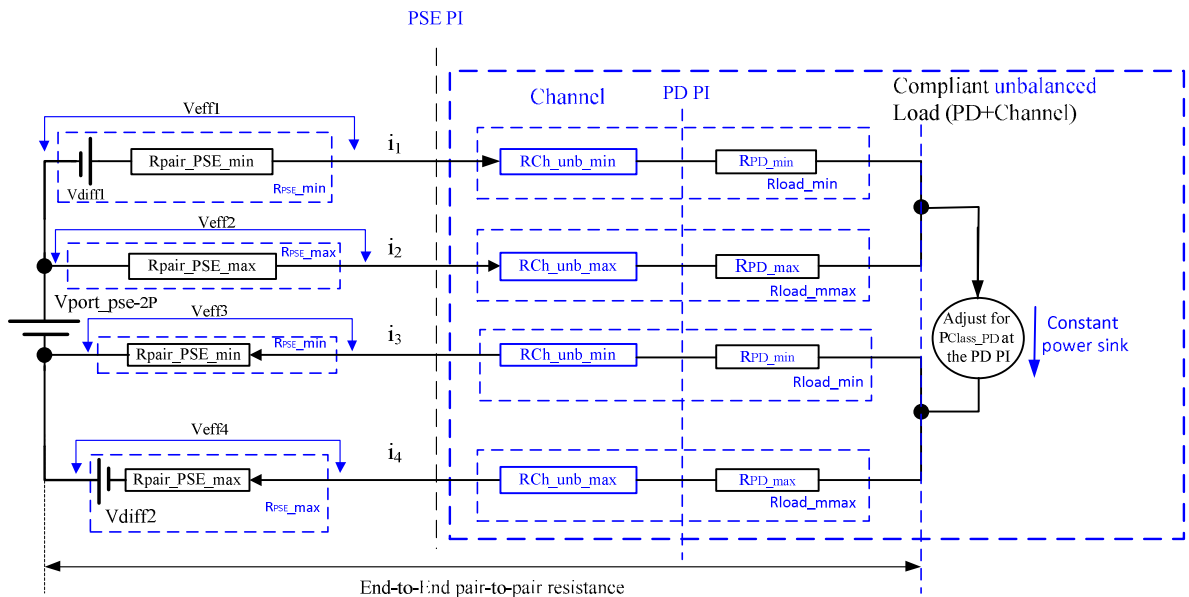 PSE PI
Compliant unbalanced
Load (PD+Channel)
Channel
PD PI
Veff1
i1
Rpair_PSE_min
RCh_unb_min
RPD_min
Vdiff1
RPSE_min
Rload_min
Veff2
i2
RPSE_max
Rpair_PSE_max
RCh_unb_max
RPD_max
Rload_mmax
Vport_pse-2P
Veff3
i3
RPSE_min
Rpair_PSE_min
RCh_unb_min
RPD_min
Rload_min
Adjust for
PClass_PD at
the PD PI
Constant
power sink
Veff4
i4
Rpair_PSE_max
RCh_unb_max
RPD_max
RPSE_max
Rload_mmax
Vdiff2
End-to-End pair-to-pair resistance